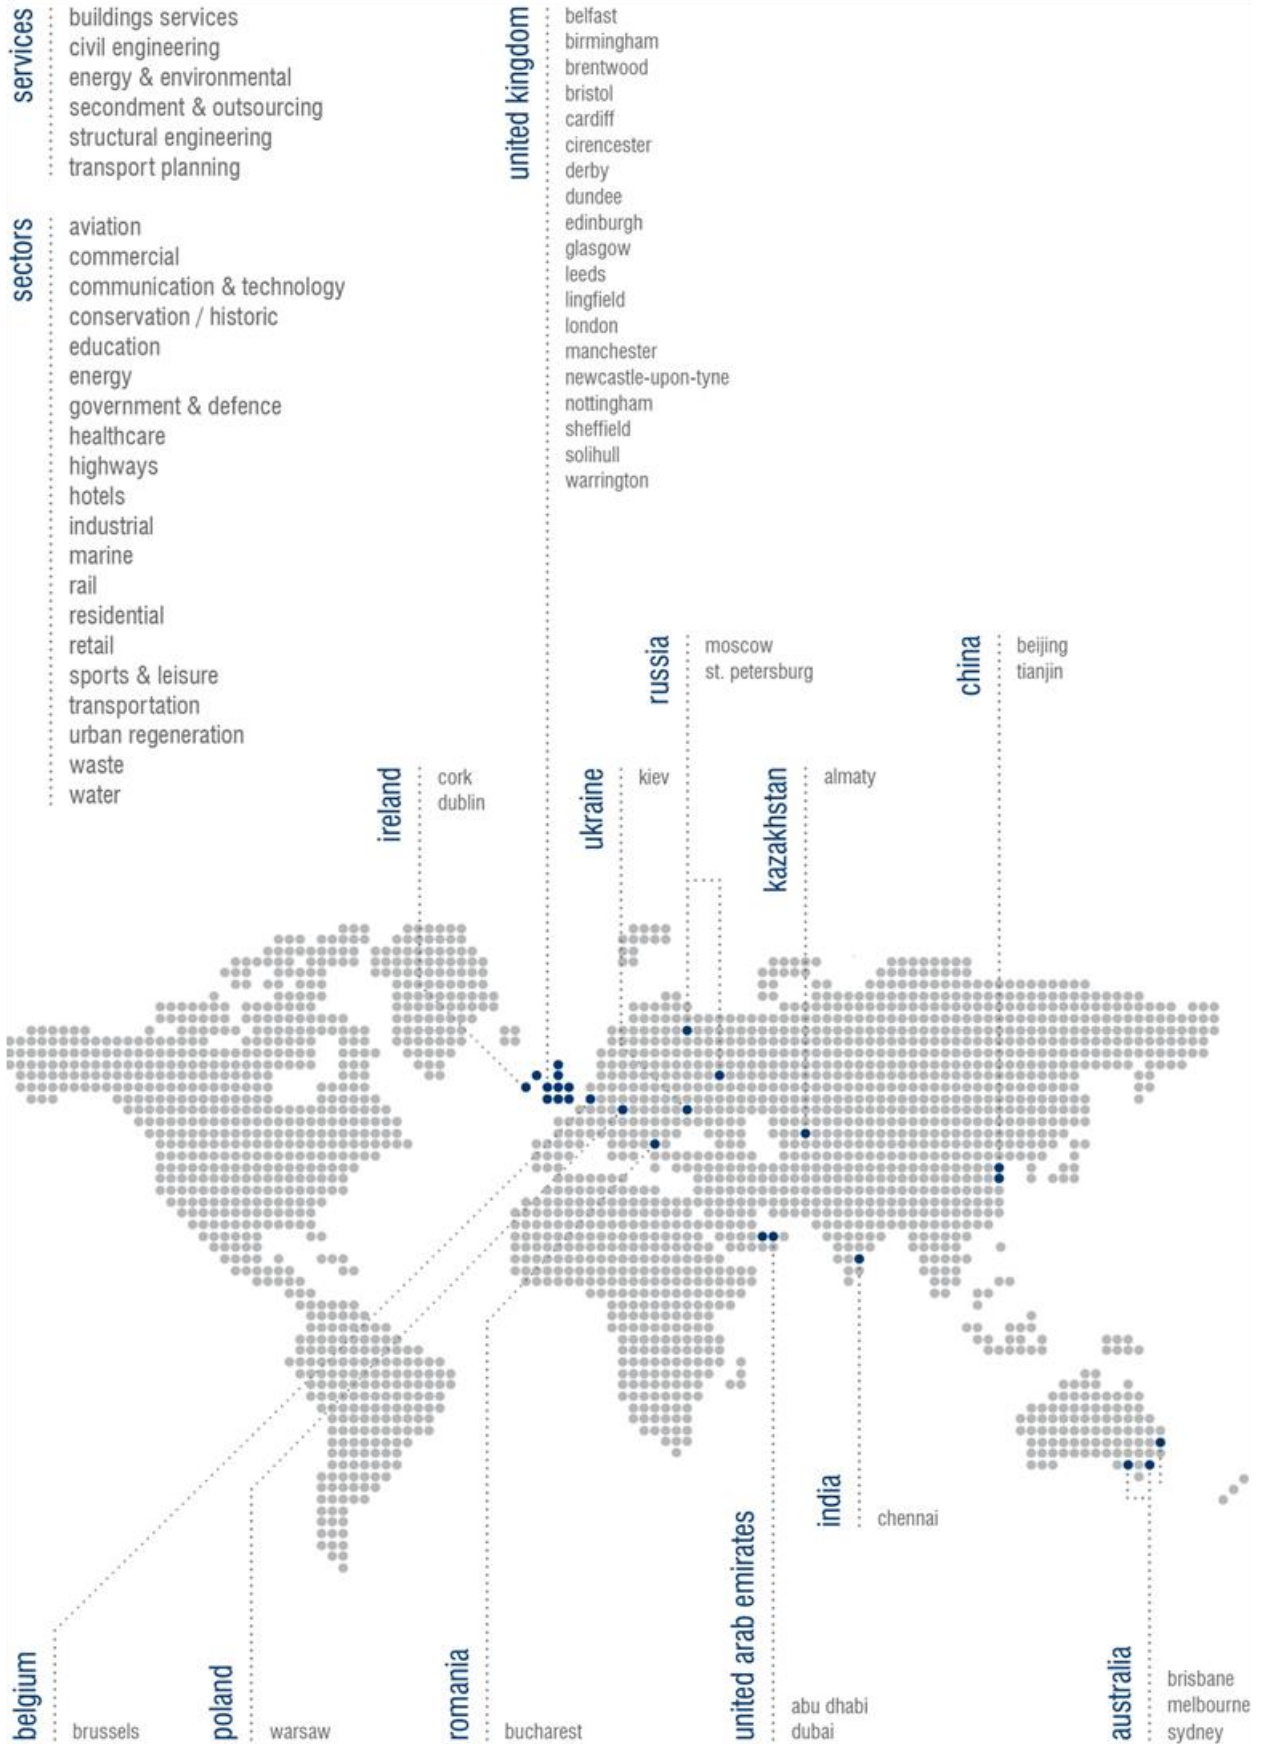 services
buildings services
civil engineering
energy & environmental
secondment & outsourcing
structural engineering
transport planning
sectors
aviation
commercial
communication & technology
conservation / historic
education
energy
government & defence
healthcare
highways
hotels
industrial
marine
rail
residential
retail
sports & leisure
transportation
urban regeneration
waste
water
united kingdom
belfast
birmingham
brentwood
bristol
cardiff
cirencester
derby
dundee
edinburgh
glasgow
leeds
lingfield
london
manchester
newcastle-upon-tyne
nottingham
sheffield
solihull
warrington
russia
moscow
st. petersburg
china
beijing
tianjin
ireland
cork
dublin
ukraine
kiev
kazakhstan
almaty
belgium
brussels
poland
warsaw
romania
bucharest
united arab emirates
abu dhabi
dubai
india
chennai
australia
brisbane
melbourne
sydney